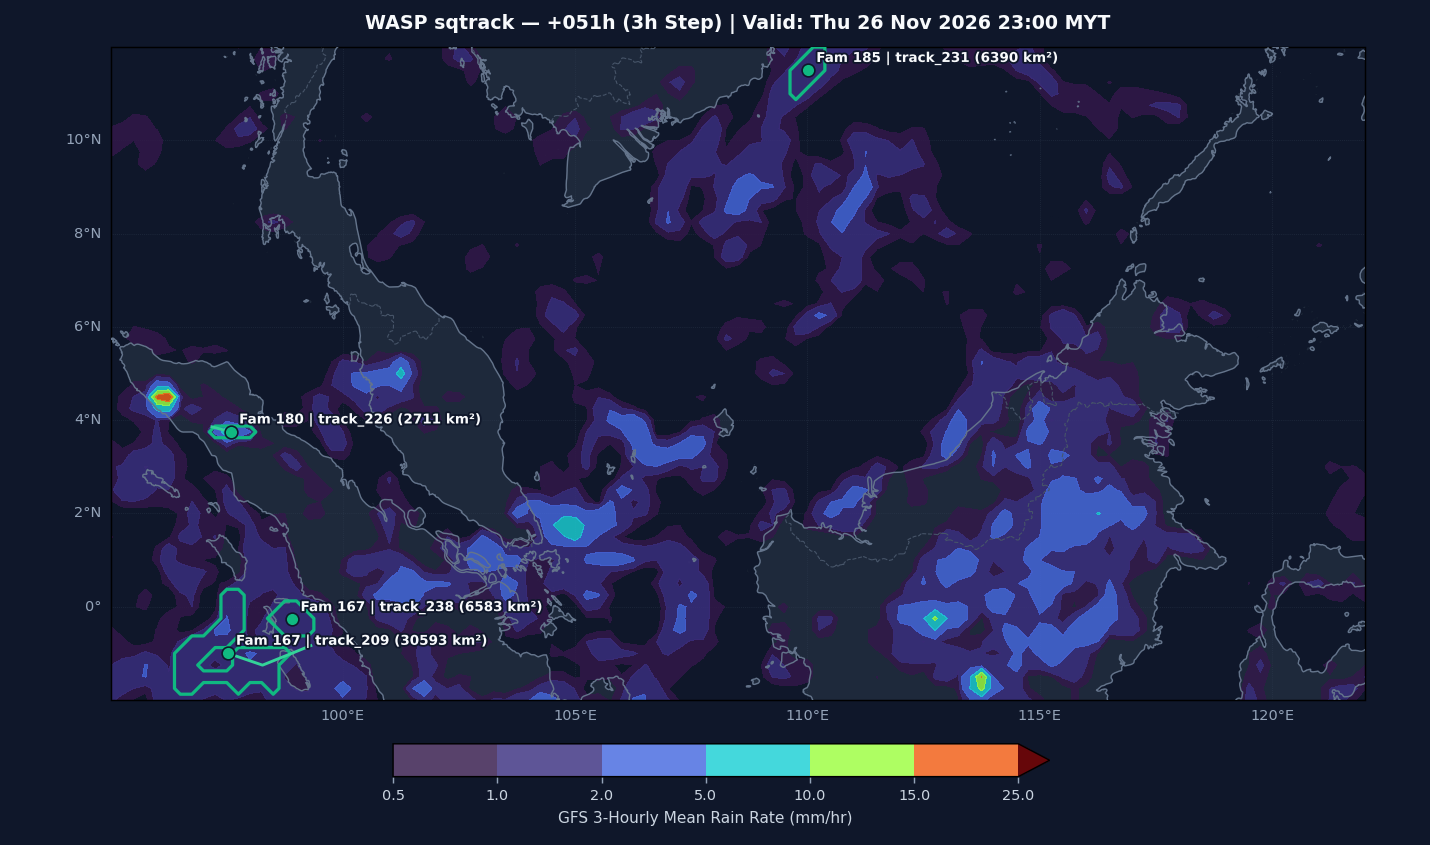 WASP sqtrack — +051h (3h Step) | Valid: Thu 26 Nov 2026 23:00 MYT
Fam 185 | track_231 (6390 km²)
10°N
8°N
6°N
4°N
Fam 180 | track_226 (2711 km²)
2°N
0°
Fam 167 | track_238 (6583 km²)
Fam 167 | track_209 (30593 km²)
100°E 105°E 110°E 115°E 120°E
0.5 1.0 2.0 5.0 10.0 15.0 25.0
GFS 3-Hourly Mean Rain Rate (mm/hr)